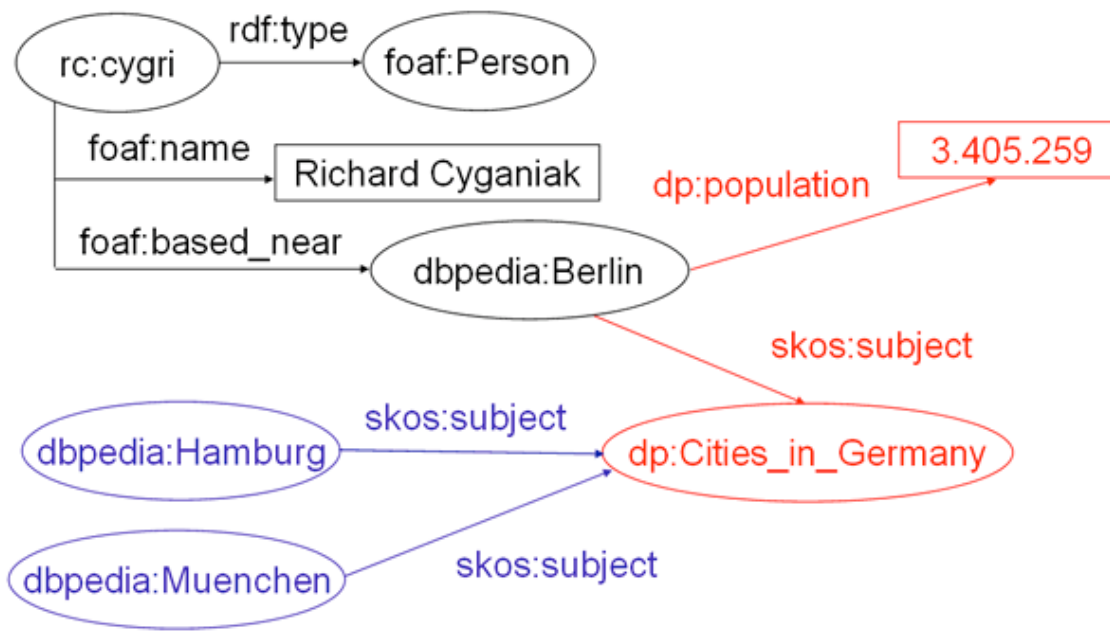 rdf:type
rc:cygri
foaf:Person
foaf:name
Richard Cyganiak
3.405.259
dp:population
foaf:based_near
dbpedia:Berlin
skos:subject
skos:subject
dbpedia:Hamburg
dp:Cities_in_Germany
dbpedia:Muenchen
skos:subject